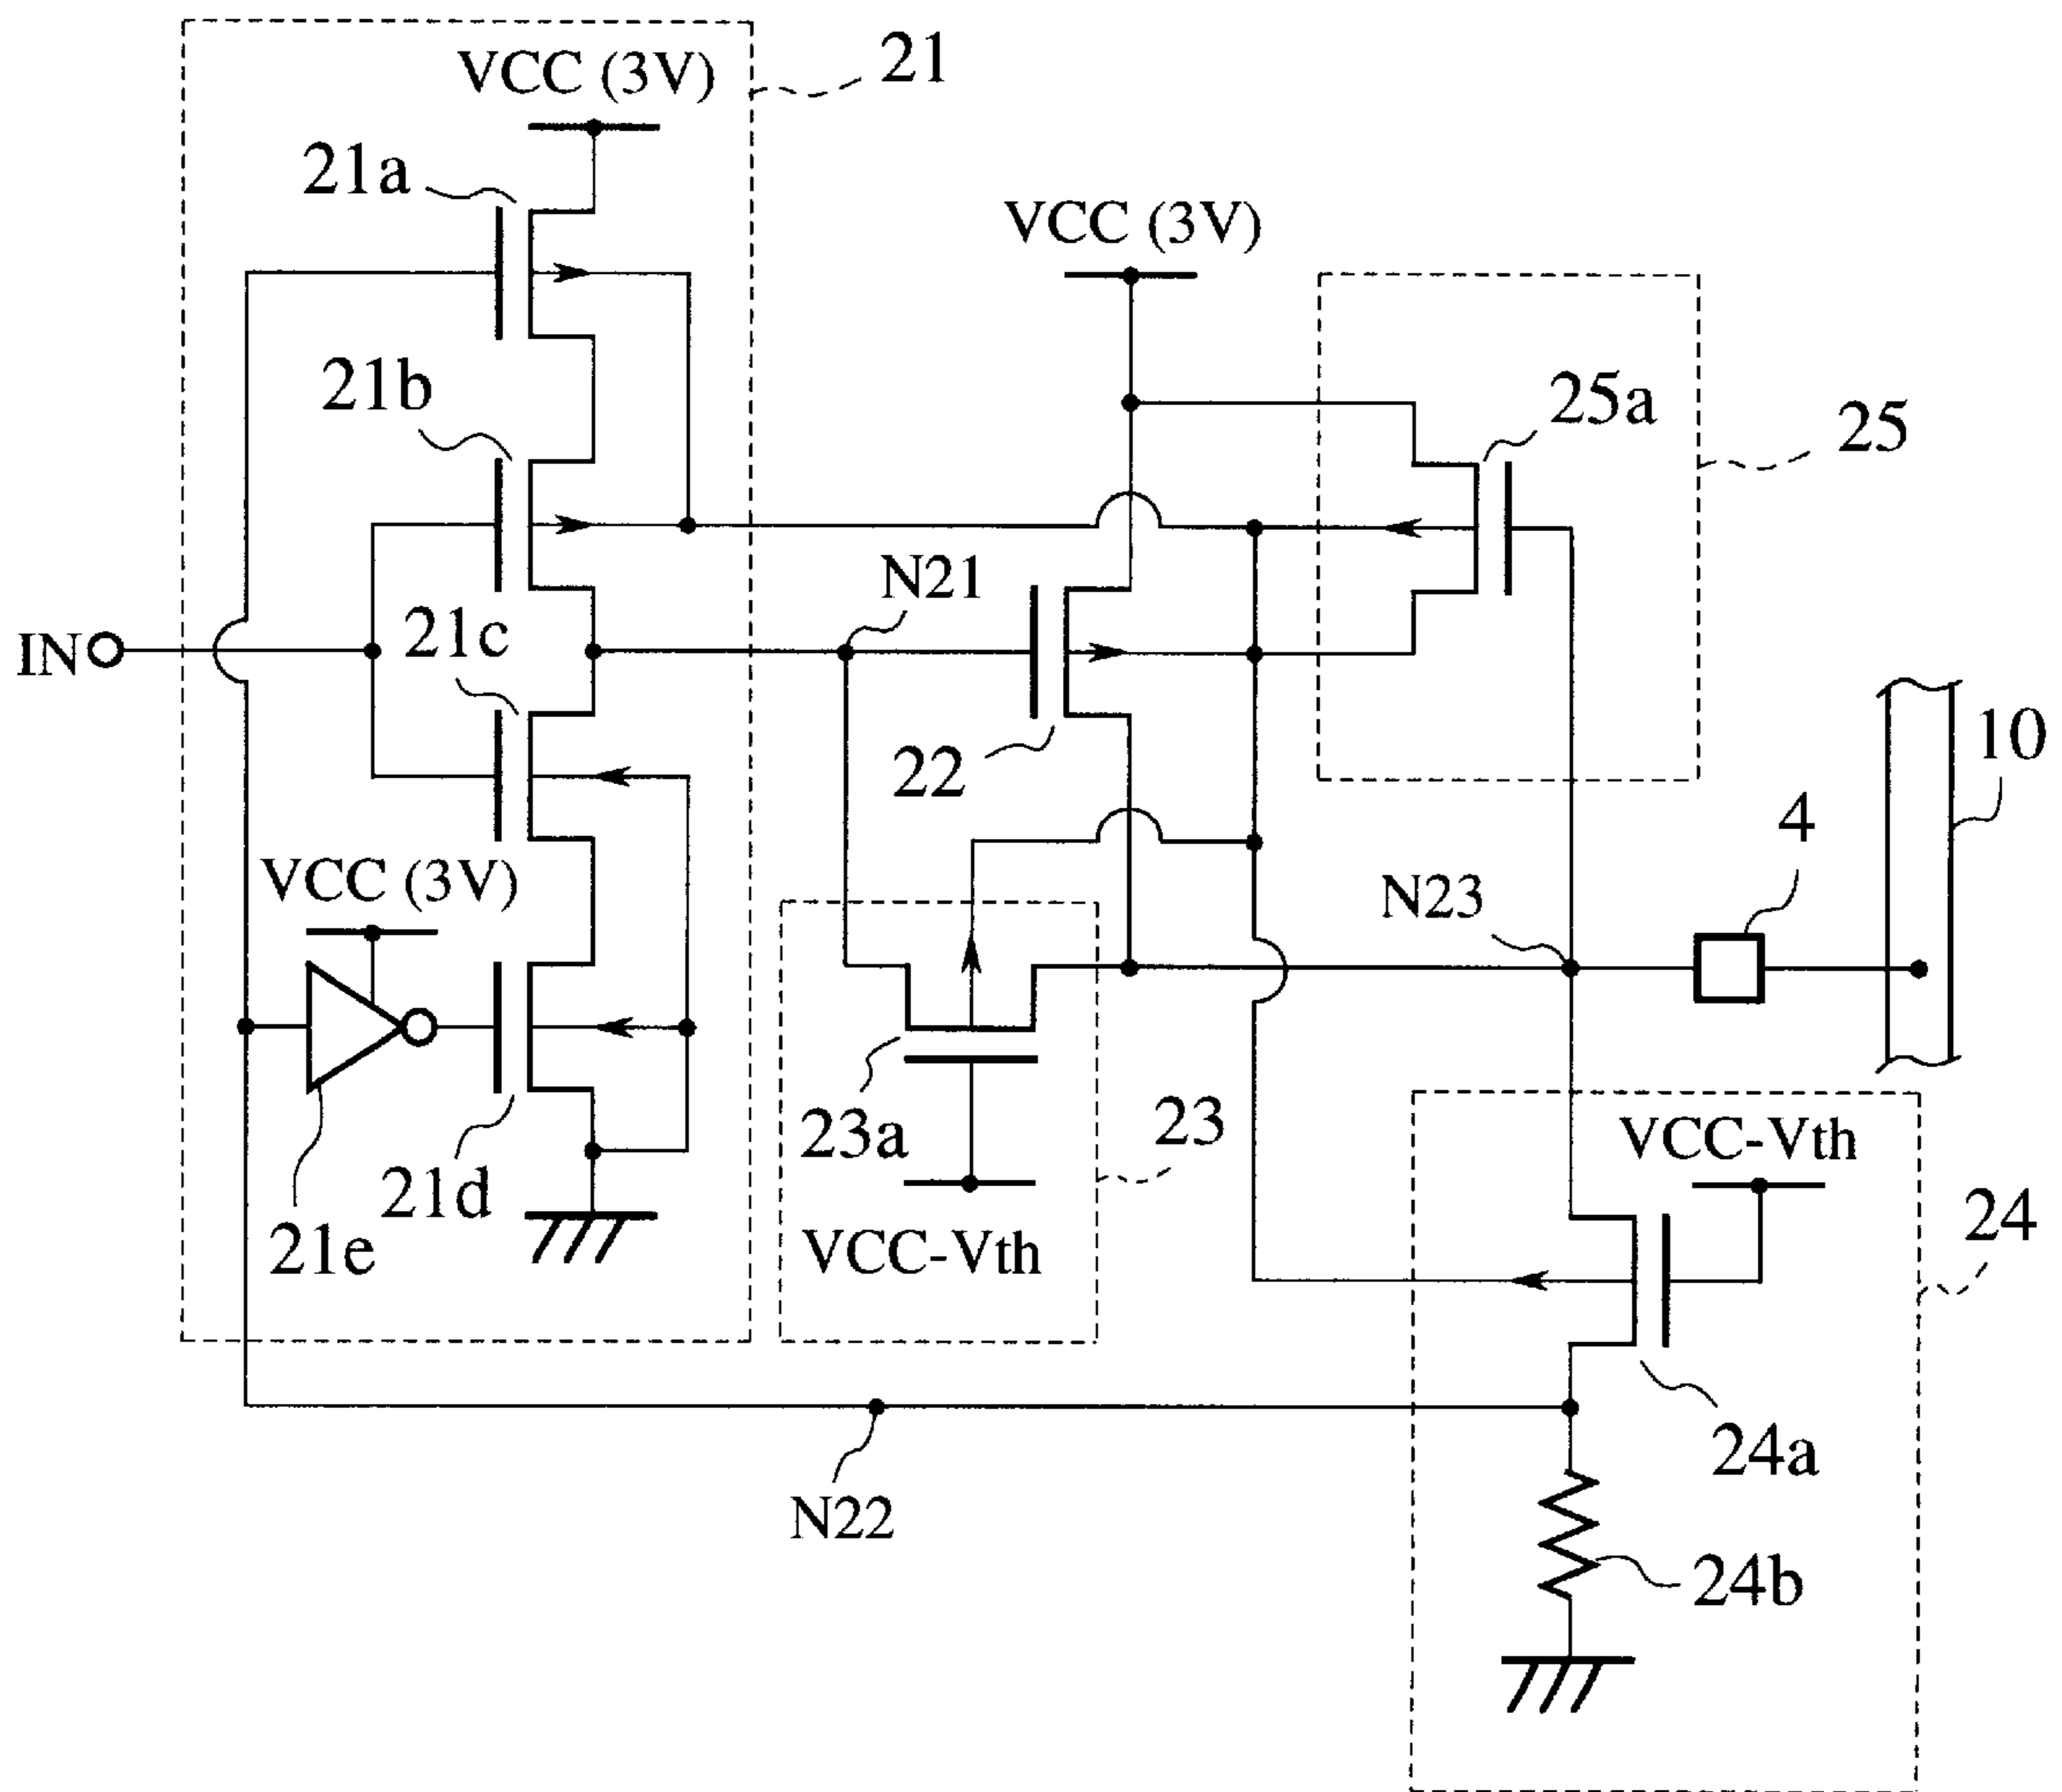 VCC (3V)
21
21a
VCC (3V)
21b
25a
25
N21
IN
21c
22
10
4
VCC (3V)
N23
23a
23
VCC-Vth
21d
24
21e
VCC-Vth
24a
N22
24b